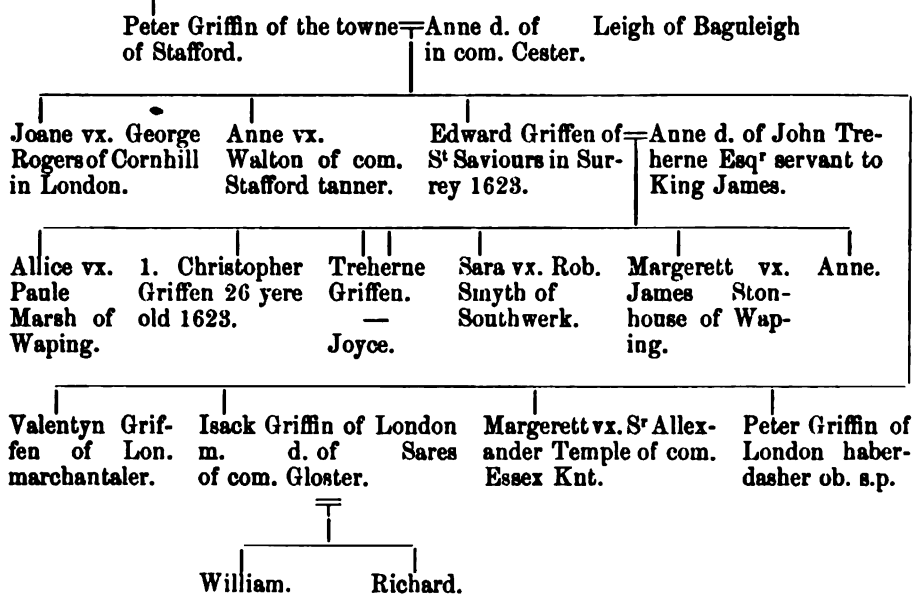 Peter Griffin of the towne
of Stafford.
Anne d. of Leigh of Baguleigh
in com. Cester.
Joane vx. George
Rogers of Cornhill
in London.
Anne vx.
Walton of com.
Stafford tanner.
Edward Griffen of
St Saviours in Sur-
rey 1623.
Anne d. of John Tre-
herne Esqr servant to
King James.
Allice vx.
Paule
Marsh of
Waping.
1. Christopher
Griffen 26 yere
old 1623.
Treherne
Griffen.
—
Joyce.
Sara vx. Rob.
Smyth of
Southwerk.
Margerett vx.
James Ston-
house of Wap-
ing.
Anne.
Valentyn Grif-
fen of Lon.
marchantaler.
Isack Griffin of London
m. d. of Sares
of com. Gloster.
Margerett vx. Sr Allex-
ander Temple of com.
Essex Knt.
Peter Griffin of
London haber-
dasher ob. s.p.
William.
Richard.